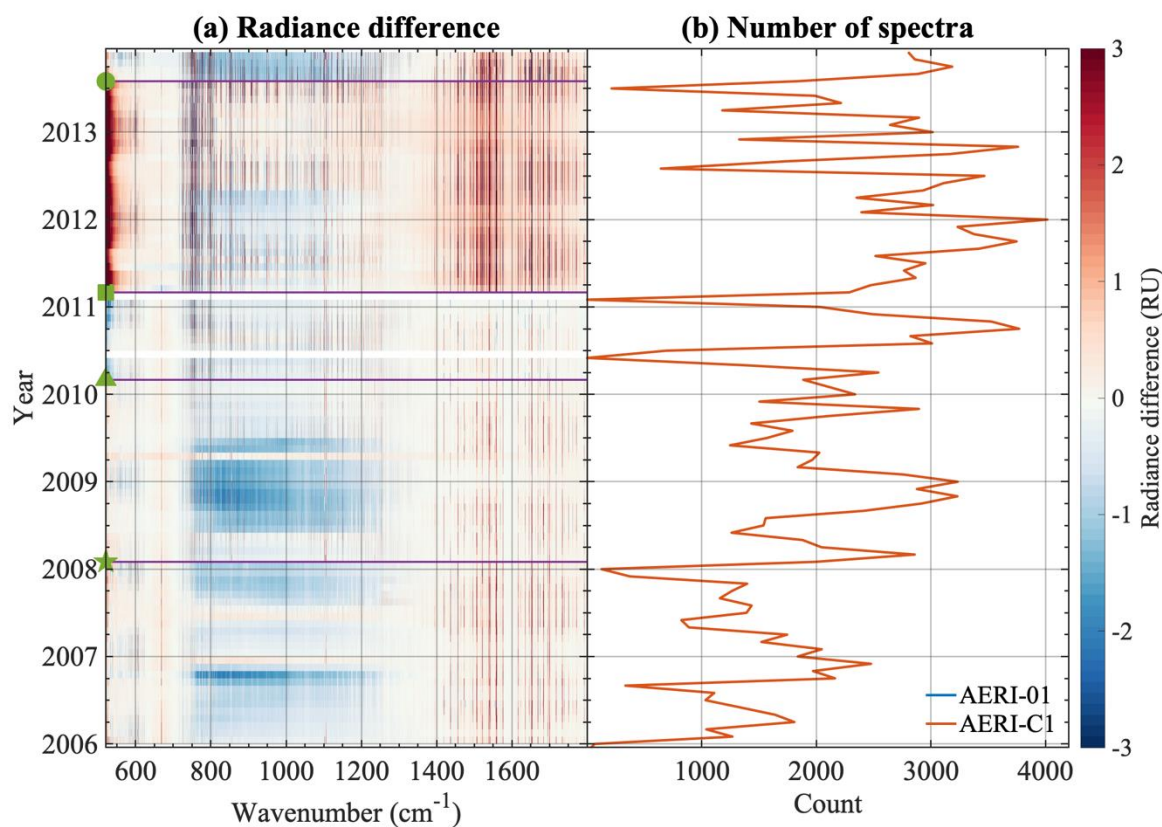 (a) Radiance difference
(b) Number of spectra
3
2
1
0
-1
-2
-3
Radiance difference (RU)
2013
2012
2011
2010
2009
2008
2007
2006
Year
600 800 1000 1200 1400 1600
Wavenumber (cm⁻¹)
AERI-01
AERI-C1
1000 2000 3000 4000
Count